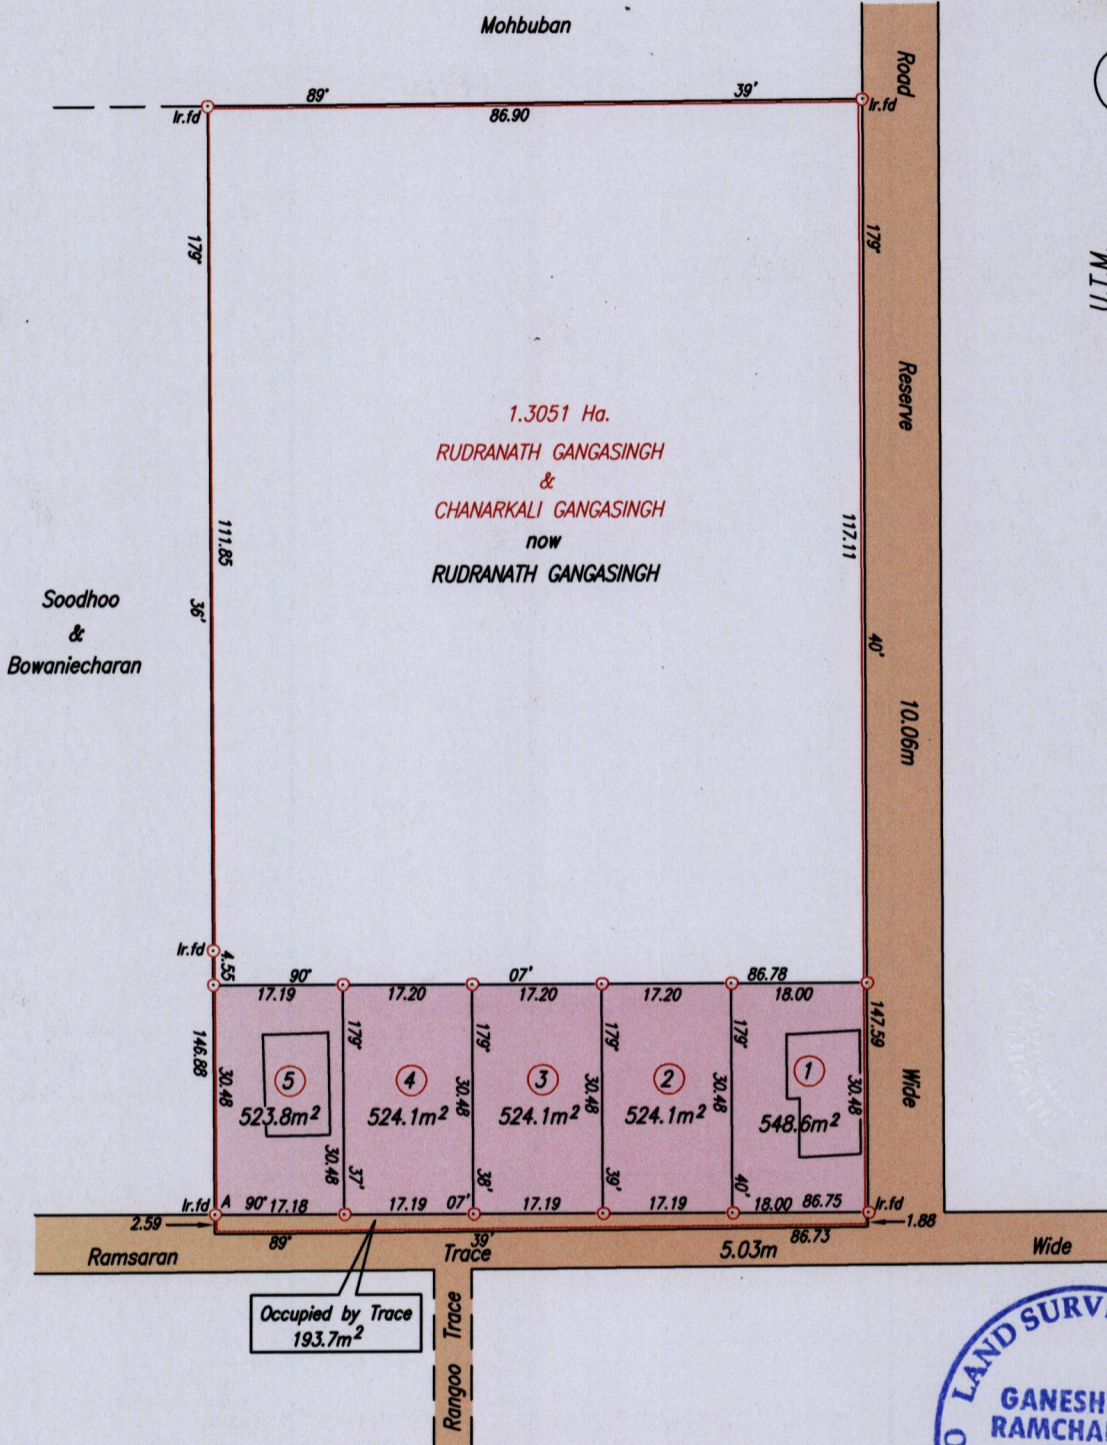 Mohbuban
Road
89°
39'
86.90
Ir.fd
Ir.fd
179°
179°
Reserve
1.3051 Ha.
RUDRANATH GANGASINGH
&
CHANARKALI GANGASINGH
now
RUDRANATH GANGASINGH
111.85
117.11
36'
40'
Soodhoo
&
Bowaniecharan
10.06m
Ir.fd
4.55
90°
07'
86.78
17.19
17.20
17.20
17.20
18.00
146.88
147.59
179°
179°
179°
179°
Wide
30.48
30.48
30.48
30.48
30.48
30.48
5
4
3
2
1
523.8m²
524.1m²
524.1m²
524.1m²
548.6m²
37'
38'
39'
40'
Ir.fd
A
90°
17.18
17.19
07'
17.19
17.19
18.00
86.75
Ir.fd
2.59
1.88
89°
39'
86.73
Ramsaran
Trace
5.03m
Wide
Occupied by Trace
193.7m²
Rangoo Trace
LAND SURV
GANESH
RAMCHA